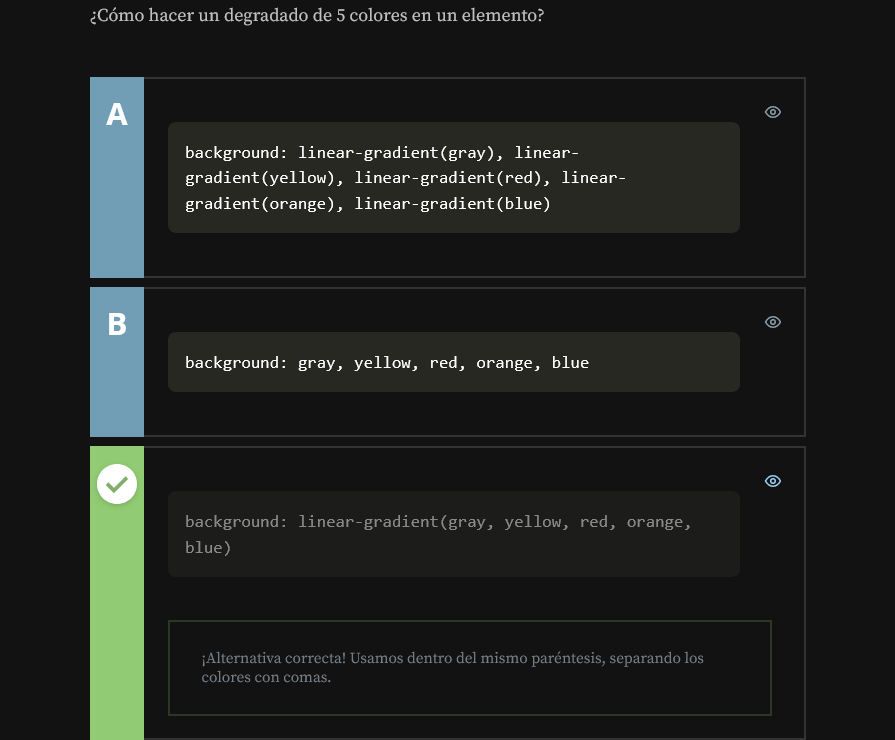 ¿Cómo hacer un degradado de 5 colores en un elemento?
A
background: linear-gradient(gray), linear-
gradient(yellow), linear-gradient(red), linear-
gradient(orange), linear-gradient(blue)
B
background: gray, yellow, red, orange, blue
background: linear-gradient(gray, yellow, red, orange,
blue)
¡Alternativa correcta! Usamos dentro del mismo paréntesis, separando los
colores con comas.